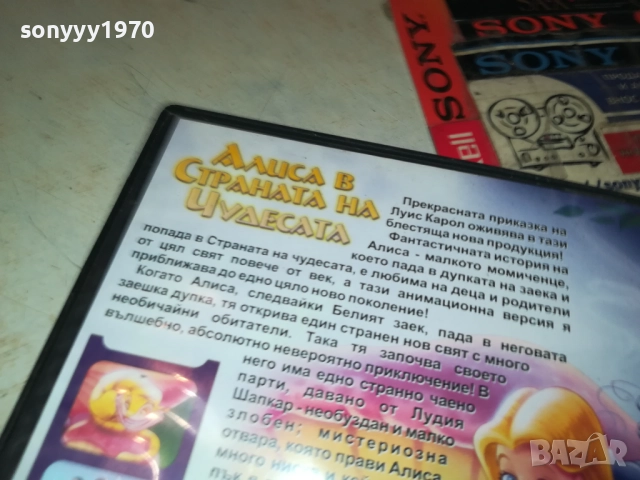 sonyyy1970
SONY
SONY
SONY
SONY
АЛИСА В
СТРАНАТА НА
ЧУДЕСАТА
Прекрасната приказка на
Луис Карол оживява в тази
блестяща нова продукция!
Фантастичната история на
Алиса - малкото момиченце,
което пада в дупката на заека и
попада в Страната на чудесата, е любима на деца и родители
от цял свят повече от век, а тази анимационна версия я
приближава до едно цяло ново поколение!
Когато Алиса, следвайки Белият заек, пада в неговата
заешка дупка, тя открива един странен нов свят с много
необичайни обитатели. Така тя започва своето
вълшебно, абсолютно невероятно приключение! В
него има едно странно чаено
парти, давано от Лудия
Шапкар - необуздан и малко
злобен; мистериозна
отвара, която прави Алиса
много
BAZAR